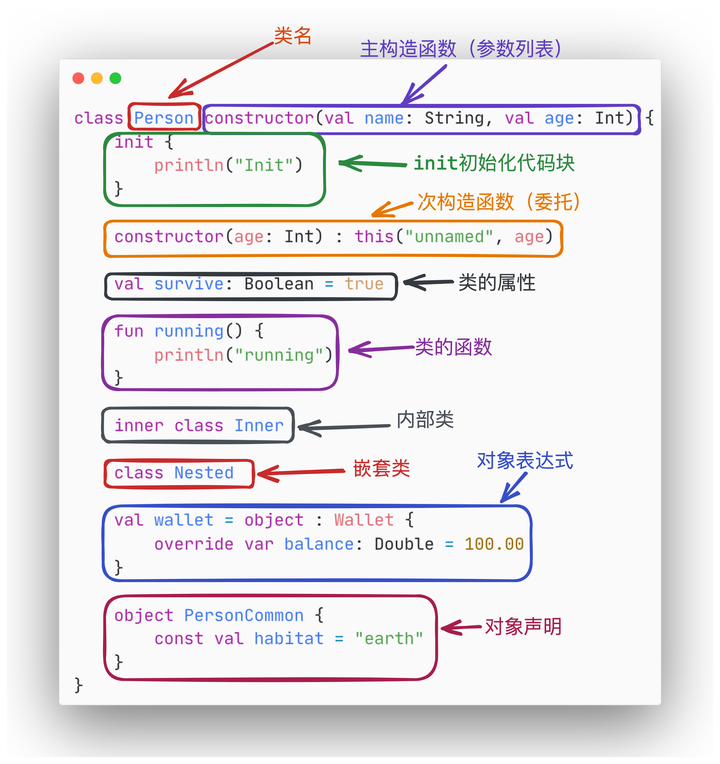 类名
主构造函数（参数列表）
class Person constructor(val name: String, val age: Int) {
init {
println("Init")
}
init初始化代码块
次构造函数（委托）
constructor(age: Int) : this("unnamed", age)
val survive: Boolean = true
类的属性
fun running() {
println("running")
}
类的函数
inner class Inner
内部类
class Nested
嵌套类
对象表达式
val wallet = object : Wallet {
override var balance: Double = 100.00
}
object PersonCommon {
const val habitat = "earth"
}
对象声明
}